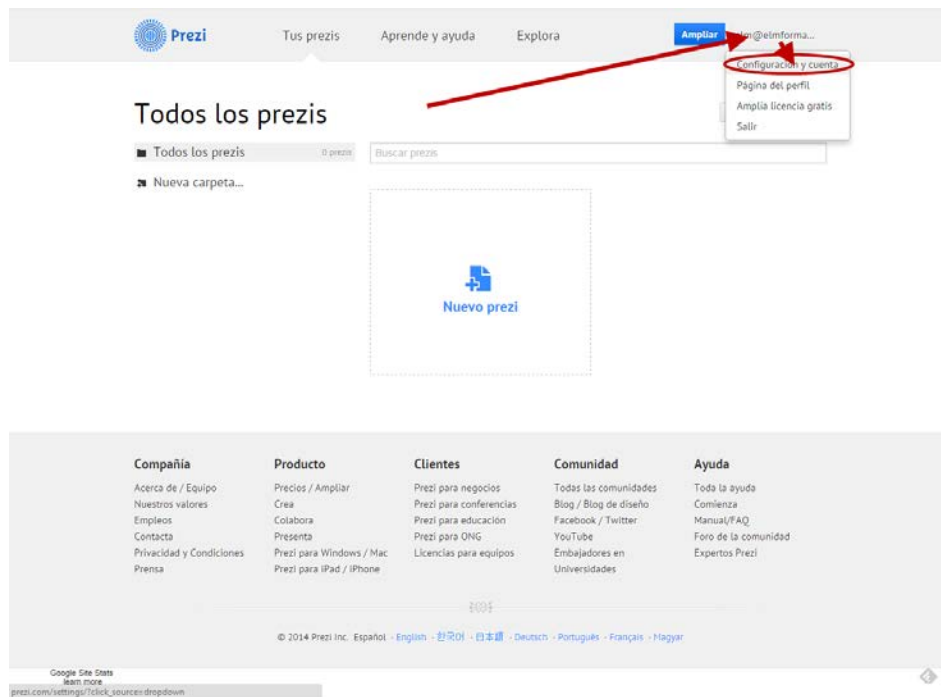 Prezi Tus prezis Aprende y ayuda Explora Ampliar elm@elmforma...
Configuración y cuenta
Página del perfil
Amplía licencia gratis
Salir
Todos los prezis
Todos los prezis 0 prezis Buscar prezis
Nueva carpeta...
Nuevo prezi
Compañía
Acerca de / Equipo
Nuestros valores
Empleos
Contacta
Privacidad y Condiciones
Prensa
Producto
Precios / Ampliar
Crea
Colabora
Presenta
Prezi para Windows / Mac
Prezi para iPad / iPhone
Clientes
Prezi para negocios
Prezi para conferencias
Prezi para educación
Prezi para ONG
Licencias para equipos
Comunidad
Todas las comunidades
Blog / Blog de diseño
Facebook / Twitter
YouTube
Embajadores en
Universidades
Ayuda
Toda la ayuda
Comienza
Manual/FAQ
Foro de la comunidad
Expertos Prezi
© 2014 Prezi Inc. Español - English - 한국어 - 日本語 - Deutsch - Português - Français - Magyar
Google Site Stats
learn more
prezi.com/settings/?click_source=dropdown